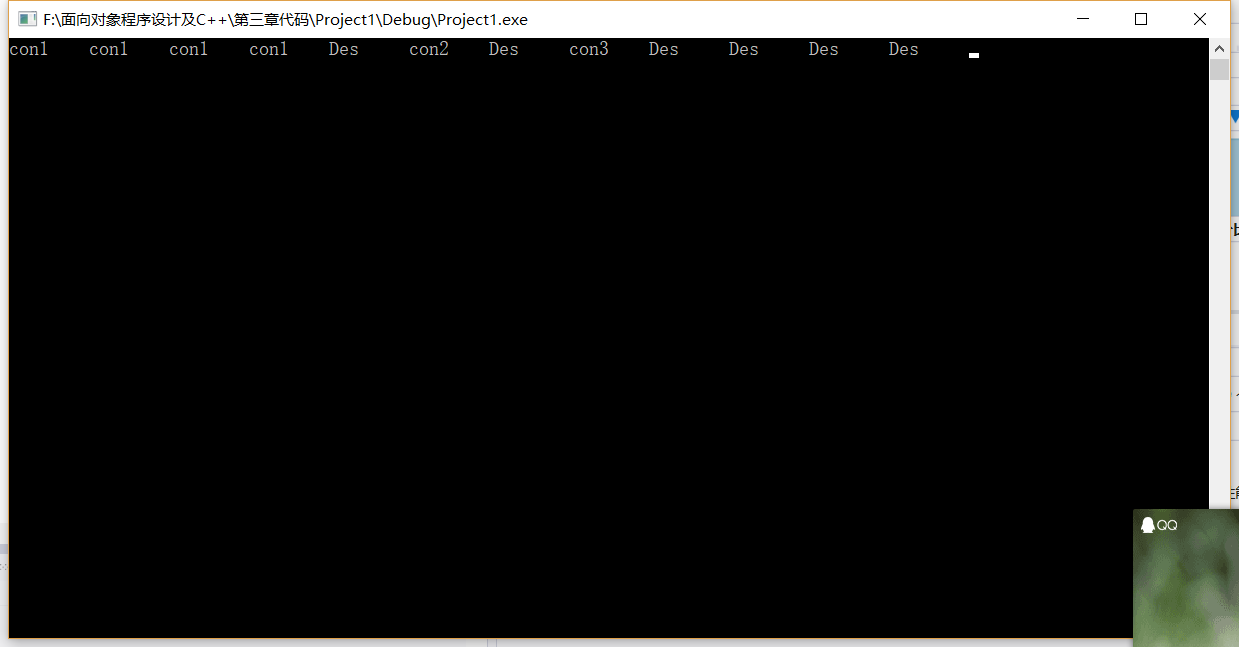 F:\面向对象程序设计及C++\第三章代码\Project1\Debug\Project1.exe
con1 con1 con1 con1 Des con2 Des con3 Des Des Des Des
QQ